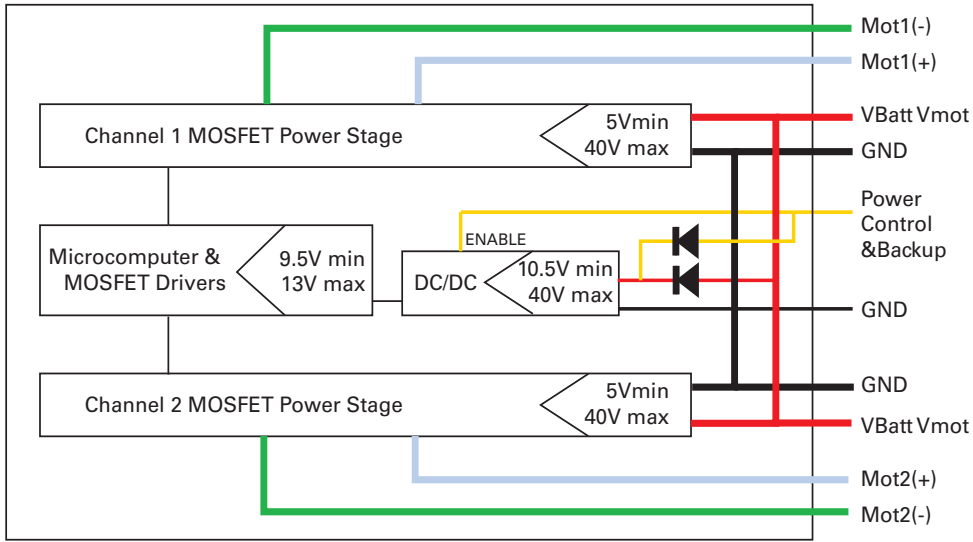 Mot1(-)
Mot1(+)
Channel 1 MOSFET Power Stage
5Vmin
40V max
VBatt Vmot
GND
Power
Control
&Backup
ENABLE
Microcomputer &
MOSFET Drivers
9.5V min
13V max
DC/DC
10.5V min
40V max
GND
Channel 2 MOSFET Power Stage
5Vmin
40V max
GND
VBatt Vmot
Mot2(+)
Mot2(-)